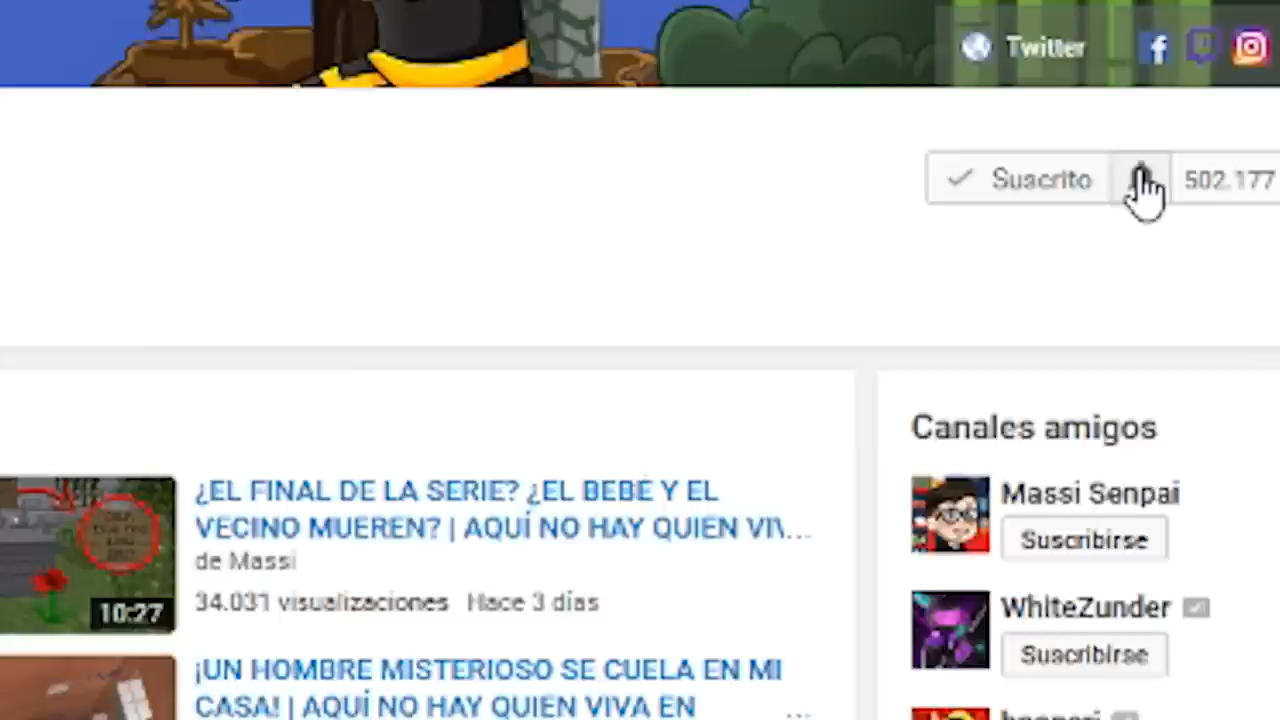 Twitter
Suscrito 502.177
Canales amigos
¿EL FINAL DE LA SERIE? ¿EL BEBÉ Y EL
VECINO MUEREN? | AQUÍ NO HAY QUIEN VIV...
de Massi
34.031 visualizaciones Hace 3 días
10:27
¡UN HOMBRE MISTERIOSO SE CUELA EN MI
CASA! | AQUÍ NO HAY QUIEN VIVA EN ...
Massi Senpai
Suscribirse
WhiteZunder
Suscribirse